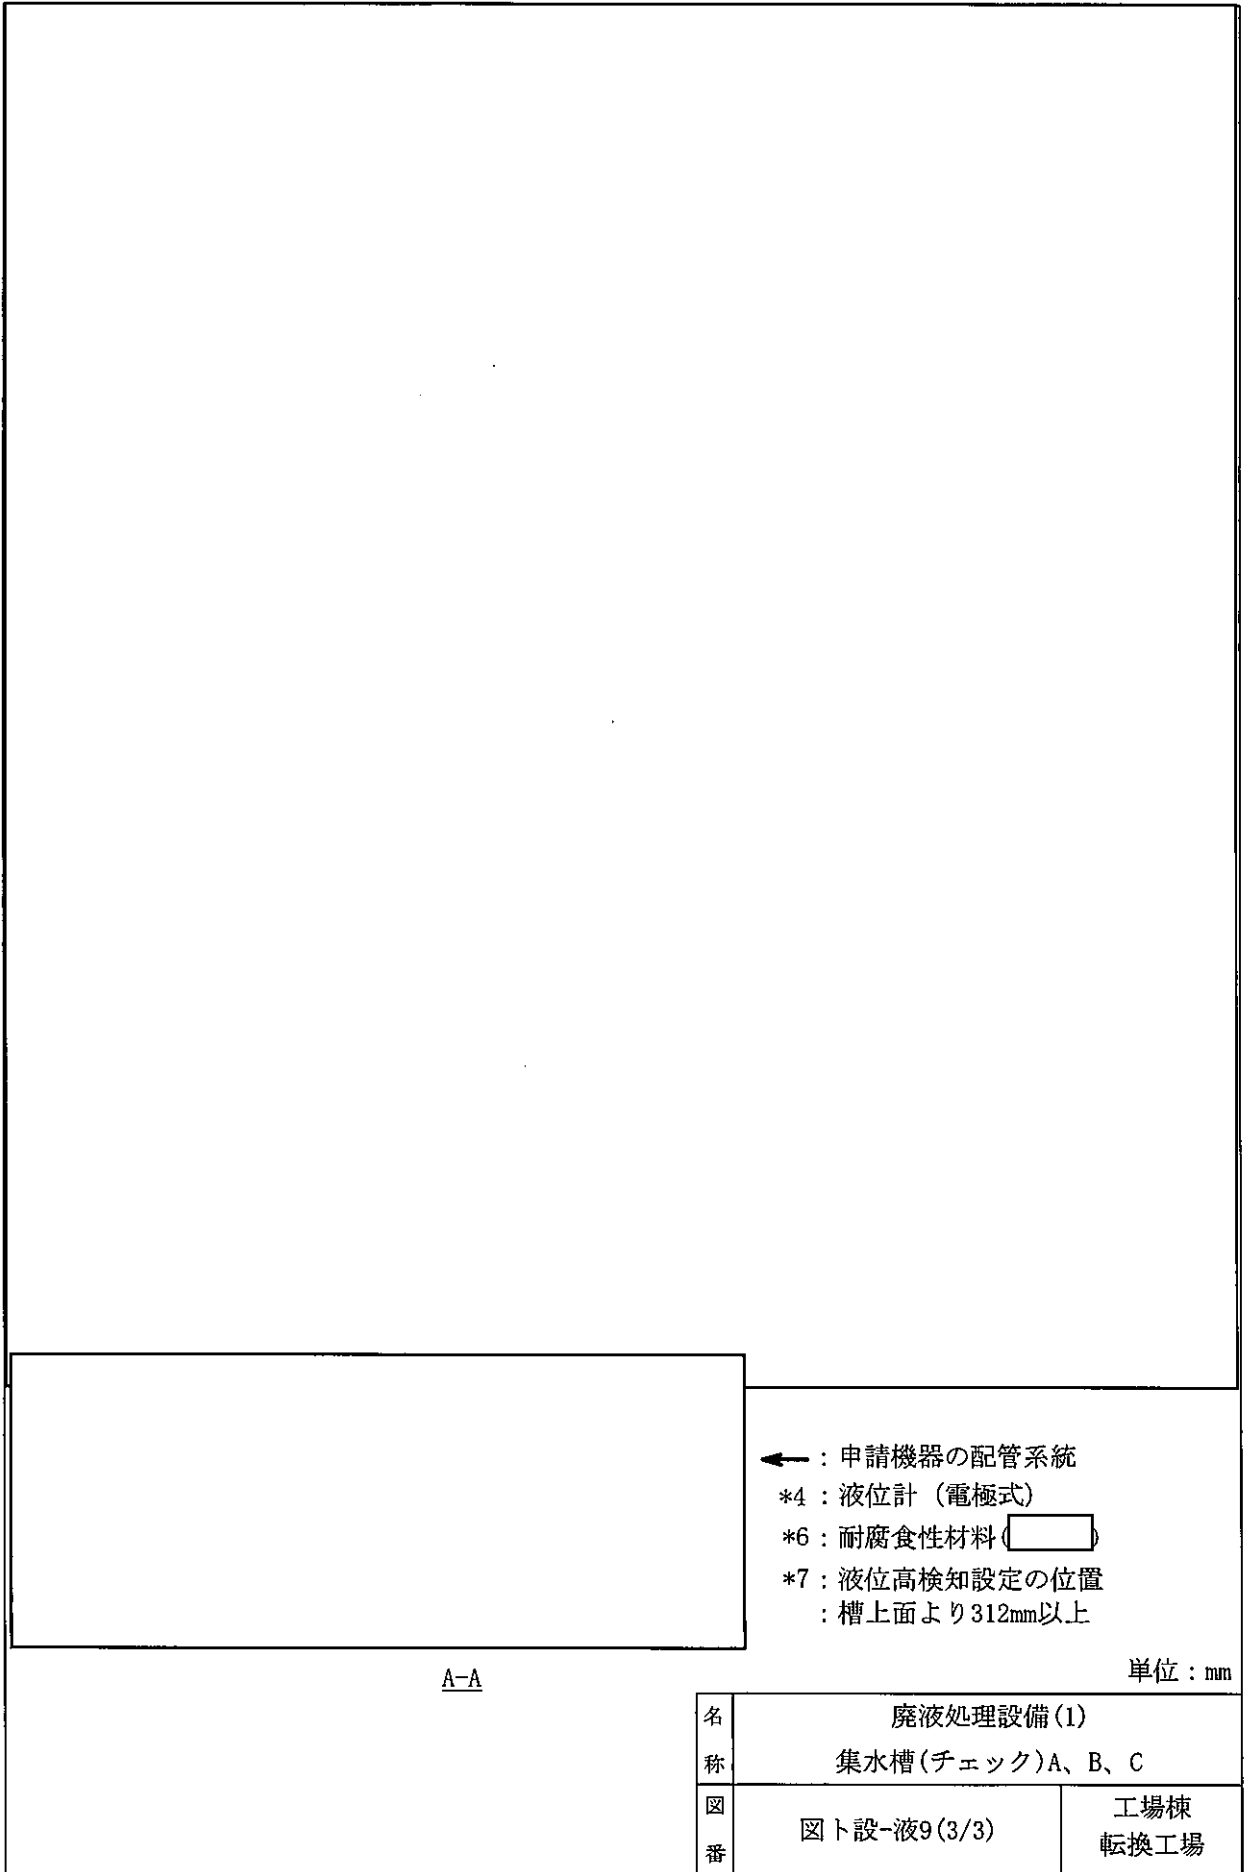 ←：申請機器の配管系統
*4：液位計（電極式）
*6：耐腐食性材料( )
*7：液位高検知設定の位置
：槽上面より312mm以上
A-A
単位：mm
名称
廃液処理設備(1)
集水槽(チェック)A、B、C
図番
図ト設-液9(3/3)
工場棟
転換工場